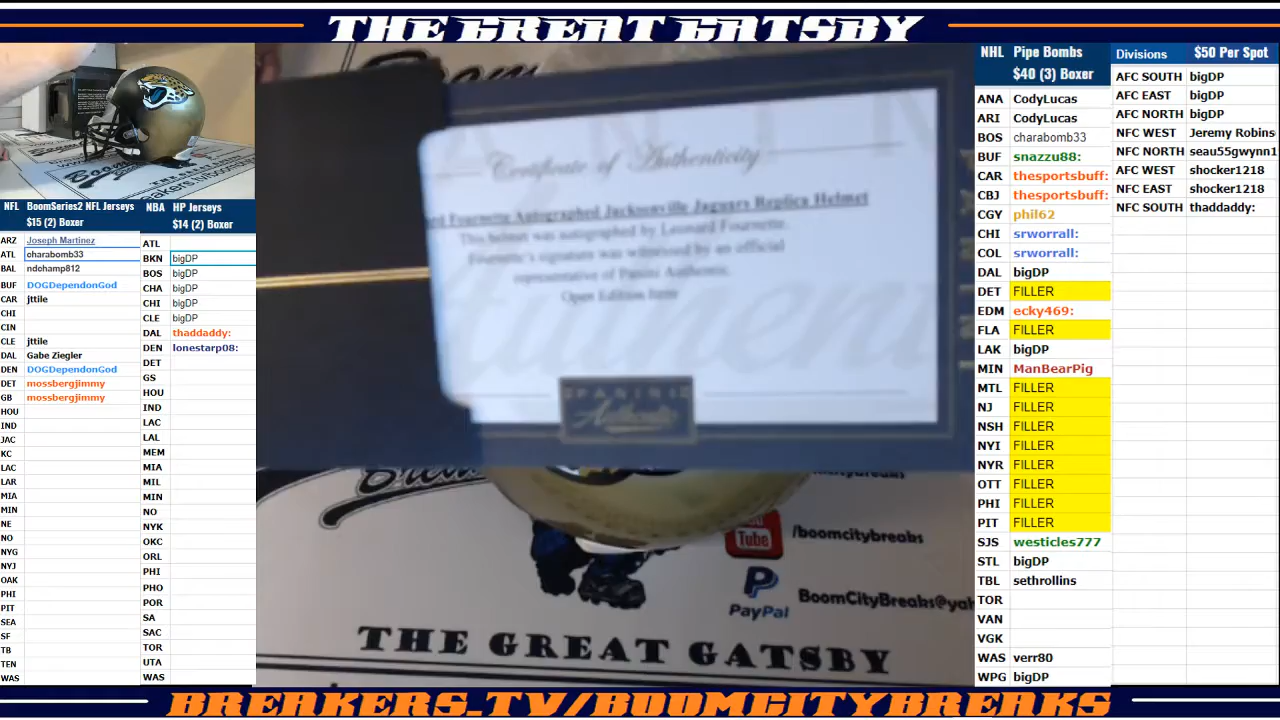 THE GREAT GATSBY
NFL BoomSeries2 NFL Jerseys
$15 (2) Boxer
ARZ Joseph Martinez
ATL charabomb33
BAL ndchamp812
BUF DOGDependonGod
CAR jttile
CHI
CIN
CLE jttile
DAL Gabe Ziegler
DEN DOGDependonGod
DET mossbergjimmy
GB mossbergjimmy
HOU
IND
JAC
KC
LAC
LAR
MIA
MIN
NE
NO
NYG
NYJ
OAK
PHI
PIT
SEA
SF
TB
TEN
WAS
NBA HP Jerseys
$14 (2) Boxer
ATL
BKN bigDP
BOS bigDP
CHA bigDP
CHI bigDP
CLE bigDP
DAL thaddaddy:
DEN lonestarp08:
DET
GS
HOU
IND
LAC
LAL
MEM
MIA
MIL
MIN
NO
NYK
OKC
ORL
PHI
PHO
POR
SA
SAC
TOR
UTA
WAS
Certificate of Authenticity
Fournette Autographed Jacksonville Jaguars Replica Helmet
This helmet was autographed by Leonard Fournette.
Fournette's signature was witnessed by an official
representative of Panini Authentic.
Open Edition Item
PANINI
Authentic
Tube
/boomcitybreaks
PayPal
BoomCityBreaks@yah
THE GREAT GATSBY
NHL Pipe Bombs
$40 (3) Boxer
ANA CodyLucas
ARI CodyLucas
BOS charabomb33
BUF snazzu88:
CAR thesportsbuff:
CBJ thesportsbuff:
CGY phil62
CHI srworrall:
COL srworrall:
DAL bigDP
DET FILLER
EDM ecky469:
FLA FILLER
LAK bigDP
MIN ManBearPig
MTL FILLER
NJ FILLER
NSH FILLER
NYI FILLER
NYR FILLER
OTT FILLER
PHI FILLER
PIT FILLER
SJS westicles777
STL bigDP
TBL sethrollins
TOR
VAN
VGK
WAS verr80
WPG bigDP
Divisions $50 Per Spot
AFC SOUTH bigDP
AFC EAST bigDP
AFC NORTH bigDP
NFC WEST Jeremy Robins
NFC NORTH seau55gwynn1
AFC WEST shocker1218
NFC EAST shocker1218
NFC SOUTH thaddaddy:
BREAKERS.TV/BOOMCITYBREAKS